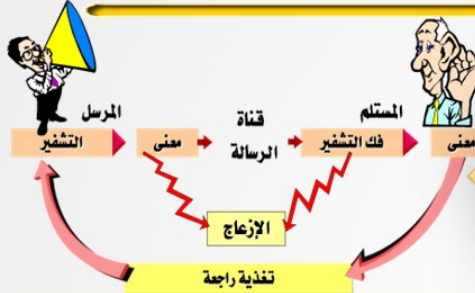 المرسل
المستلم
قناة
الرسالة
التشفير
معنى
فك التشفير
معنى
الإزعاج
تغذية راجعة